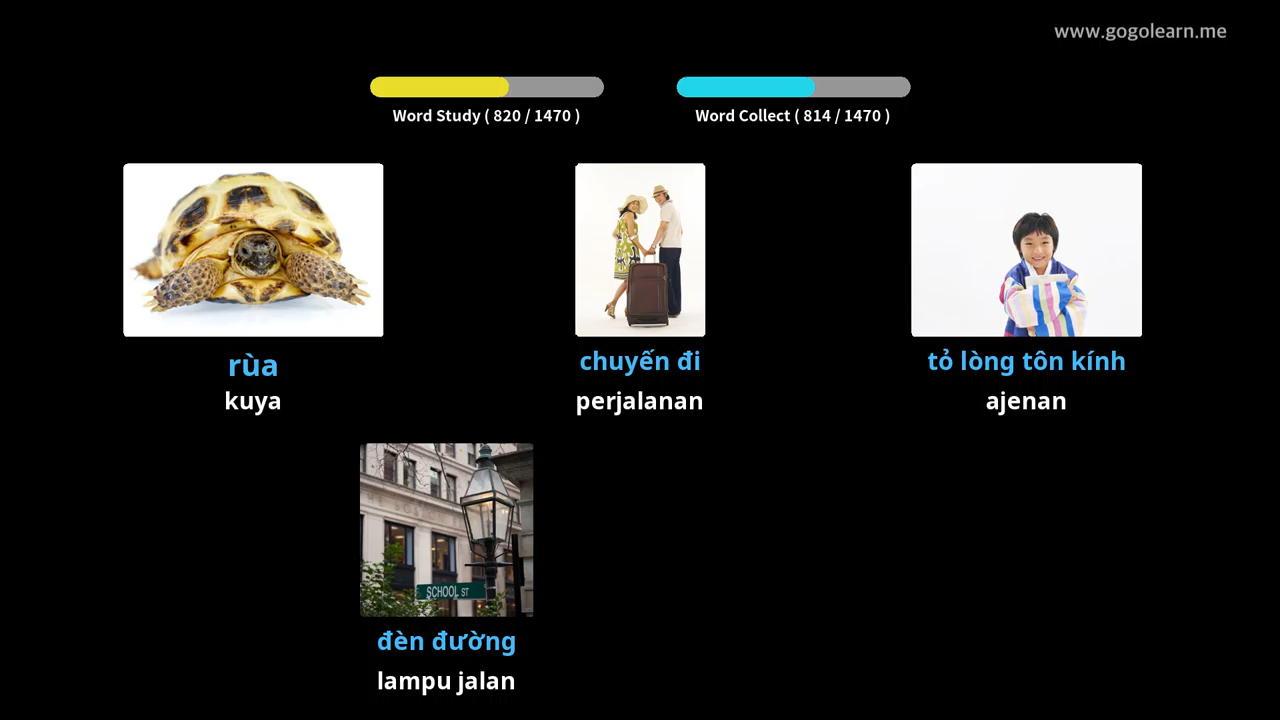 www.gogolearn.me
Word Study ( 820 / 1470 )
Word Collect ( 814 / 1470 )
rùa
kuya
chuyến đi
perjalanan
tỏ lòng tôn kính
ajenan
SCHOOL ST
đèn đường
lampu jalan